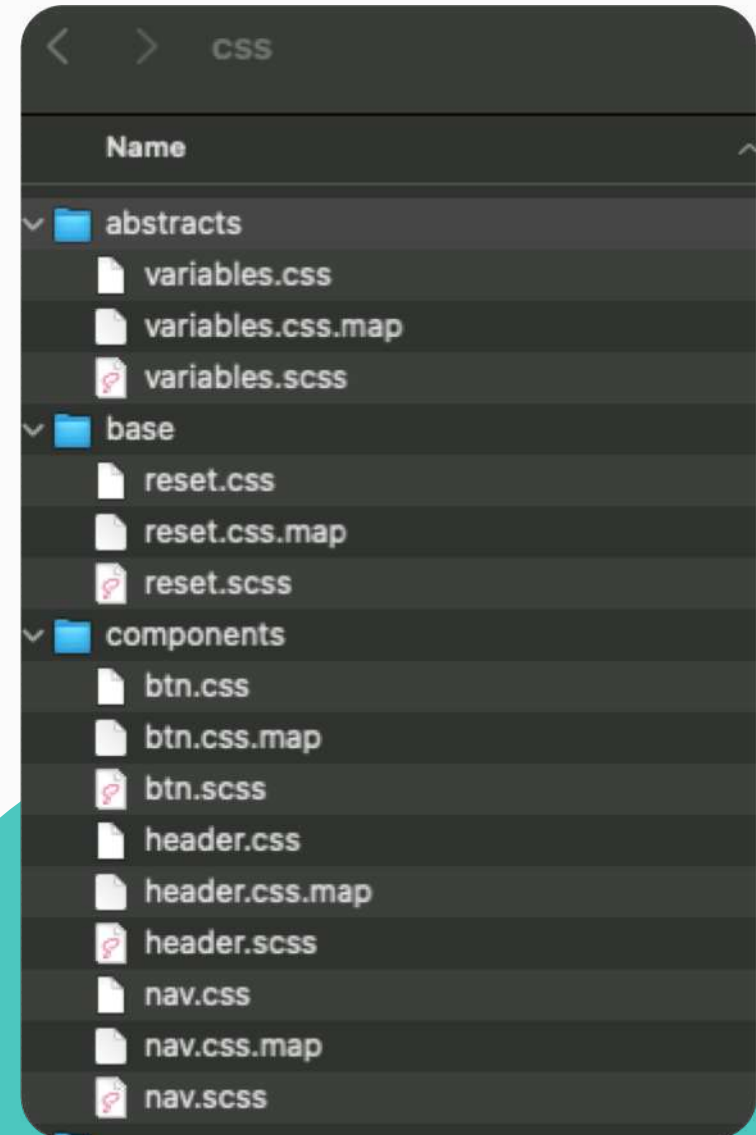 css
Name
abstracts
variables.css
variables.css.map
variables.scss
base
reset.css
reset.css.map
reset.scss
components
btn.css
btn.css.map
btn.scss
header.css
header.css.map
header.scss
nav.css
nav.css.map
nav.scss